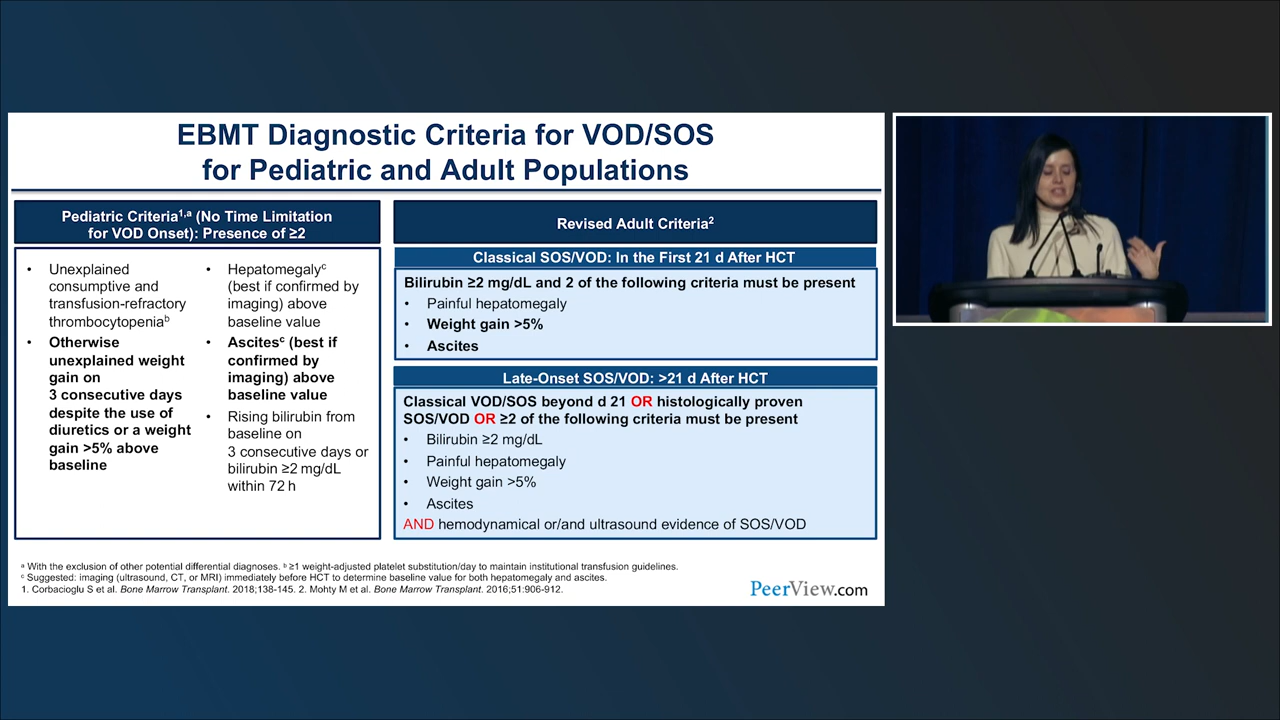 EBMT Diagnostic Criteria for VOD/SOS
for Pediatric and Adult Populations
Pediatric Criteria1,a (No Time Limitation
for VOD Onset): Presence of ≥2
• Unexplained
consumptive and
transfusion-refractory
thrombocytopeniab
• Otherwise
unexplained weight
gain on
3 consecutive days
despite the use of
diuretics or a weight
gain >5% above
baseline
• Hepatomegalyc
(best if confirmed by
imaging) above
baseline value
• Ascitesc (best if
confirmed by
imaging) above
baseline value
• Rising bilirubin from
baseline on
3 consecutive days or
bilirubin ≥2 mg/dL
within 72 h
Revised Adult Criteria2
Classical SOS/VOD: In the First 21 d After HCT
Bilirubin ≥2 mg/dL and 2 of the following criteria must be present
• Painful hepatomegaly
• Weight gain >5%
• Ascites
Late-Onset SOS/VOD: >21 d After HCT
Classical VOD/SOS beyond d 21 OR histologically proven
SOS/VOD OR ≥2 of the following criteria must be present
• Bilirubin ≥2 mg/dL
• Painful hepatomegaly
• Weight gain >5%
• Ascites
AND hemodynamical or/and ultrasound evidence of SOS/VOD
a With the exclusion of other potential differential diagnoses. b ≥1 weight-adjusted platelet substitution/day to maintain institutional transfusion guidelines.
c Suggested: imaging (ultrasound, CT, or MRI) immediately before HCT to determine baseline value for both hepatomegaly and ascites.
1. Corbacioglu S et al. Bone Marrow Transplant. 2018;138-145. 2. Mohty M et al. Bone Marrow Transplant. 2016;51:906-912.
PeerView.com